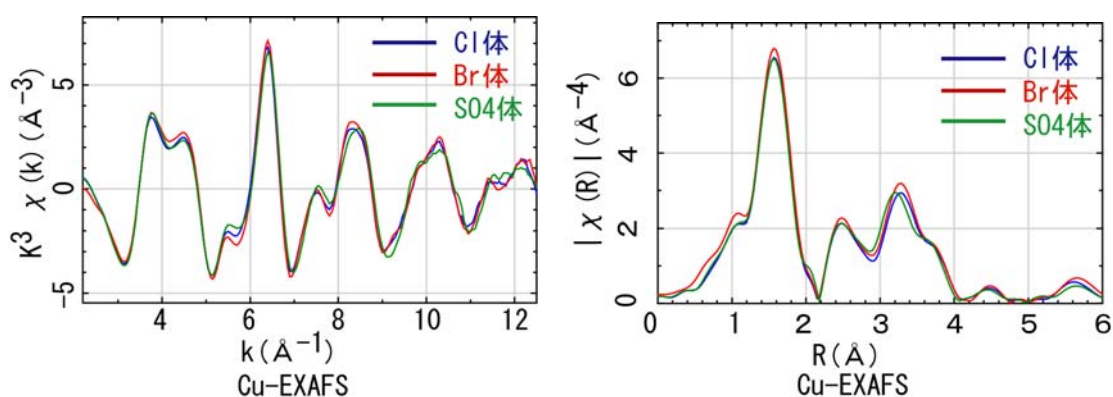 Cl体
Br体
SO4体
5
0
−5
K³ χ(k)(Å⁻³)
4 6 8 10 12
k(Å⁻¹)
Cu-EXAFS
Cl体
Br体
SO4体
6
4
2
0
|χ(R)|(Å⁻⁴)
0 1 2 3 4 5 6
R(Å)
Cu-EXAFS